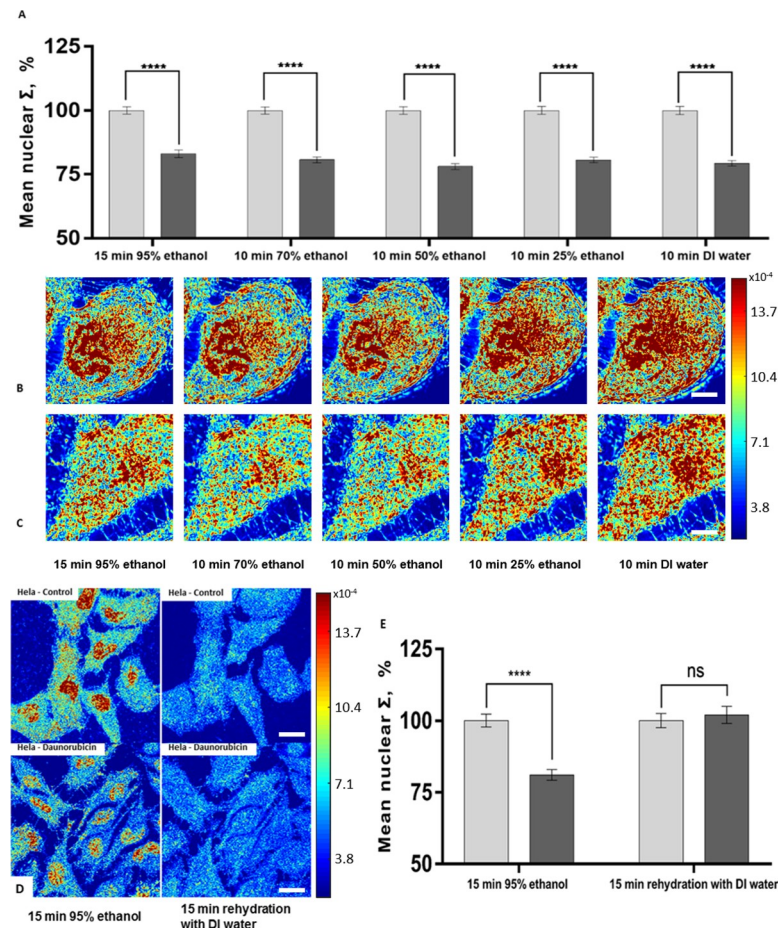 A
Mean nuclear Σ, %
125
100
75
50
****
****
****
****
****
15 min 95% ethanol
10 min 70% ethanol
10 min 50% ethanol
10 min 25% ethanol
10 min DI water
B
C
x10-4
13.7
10.4
7.1
3.8
15 min 95% ethanol
10 min 70% ethanol
10 min 50% ethanol
10 min 25% ethanol
10 min DI water
Hela - Control
Hela - Control
Hela - Daunorubicin
Hela - Daunorubicin
D
x10-4
13.7
10.4
7.1
3.8
15 min 95% ethanol
15 min rehydration
with DI water
E
Mean nuclear Σ, %
125
100
75
50
****
ns
15 min 95% ethanol
15 min rehydration with DI water